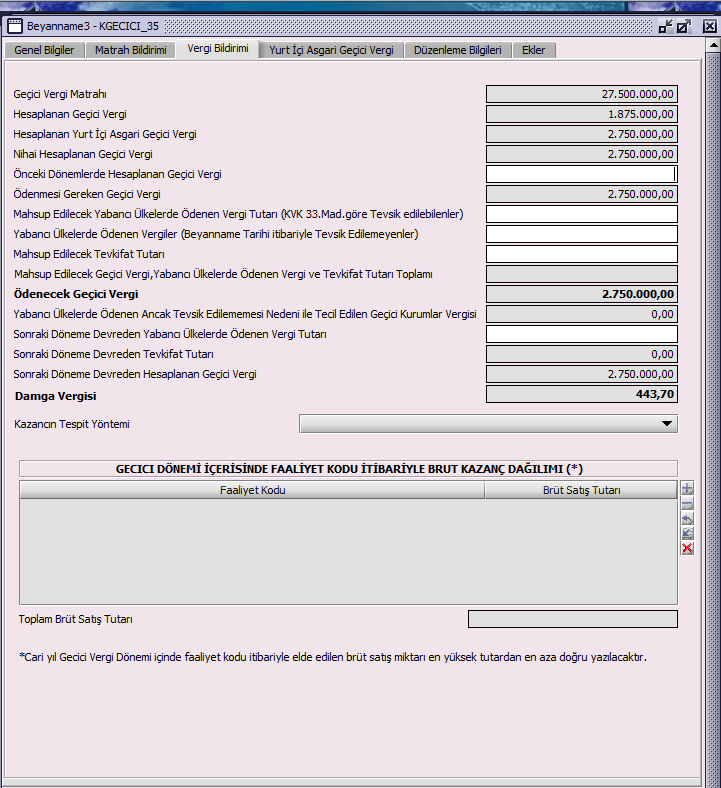 Beyanname3 - KGECICI_35
Genel Bilgiler Matrah Bildirimi Vergi Bildirimi Yurt İçi Asgari Geçici Vergi Düzenleme Bilgileri Ekler
Geçici Vergi Matrahı 27.500.000,00
Hesaplanan Geçici Vergi 1.875.000,00
Hesaplanan Yurt İçi Asgari Geçici Vergi 2.750.000,00
Nihai Hesaplanan Geçici Vergi 2.750.000,00
Önceki Dönemlerde Hesaplanan Geçici Vergi
Ödenmesi Gereken Geçici Vergi 2.750.000,00
Mahsup Edilecek Yabancı Ülkelerde Ödenen Vergi Tutarı (KVK 33.Mad.göre Tevsik edilebilenler)
Yabancı Ülkelerde Ödenen Vergiler (Beyanname Tarihi itibariyle Tevsik Edilemeyenler)
Mahsup Edilecek Tevkifat Tutarı
Mahsup Edilecek Geçici Vergi,Yabancı Ülkelerde Ödenen Vergi ve Tevkifat Tutarı Toplamı
Ödenecek Geçici Vergi 2.750.000,00
Yabancı Ülkelerde Ödenen Ancak Tevsik Edilememesi Nedeni ile Tecil Edilen Geçici Kurumlar Vergisi 0,00
Sonraki Döneme Devreden Yabancı Ülkelerde Ödenen Vergi Tutarı
Sonraki Döneme Devreden Tevkifat Tutarı 0,00
Sonraki Döneme Devreden Hesaplanan Geçici Vergi 2.750.000,00
Damga Vergisi 443,70
Kazancın Tespit Yöntemi
GECICI DÖNEMİ İÇERİSİNDE FAALİYET KODU İTİBARİYLE BRUT KAZANÇ DAĞILIMI (*)
Faaliyet Kodu Brüt Satış Tutarı
Toplam Brüt Satış Tutarı
*Cari yıl Gecici Vergi Dönemi içinde faaliyet kodu itibariyle elde edilen brüt satış miktarı en yüksek tutardan en aza doğru yazılacaktır.